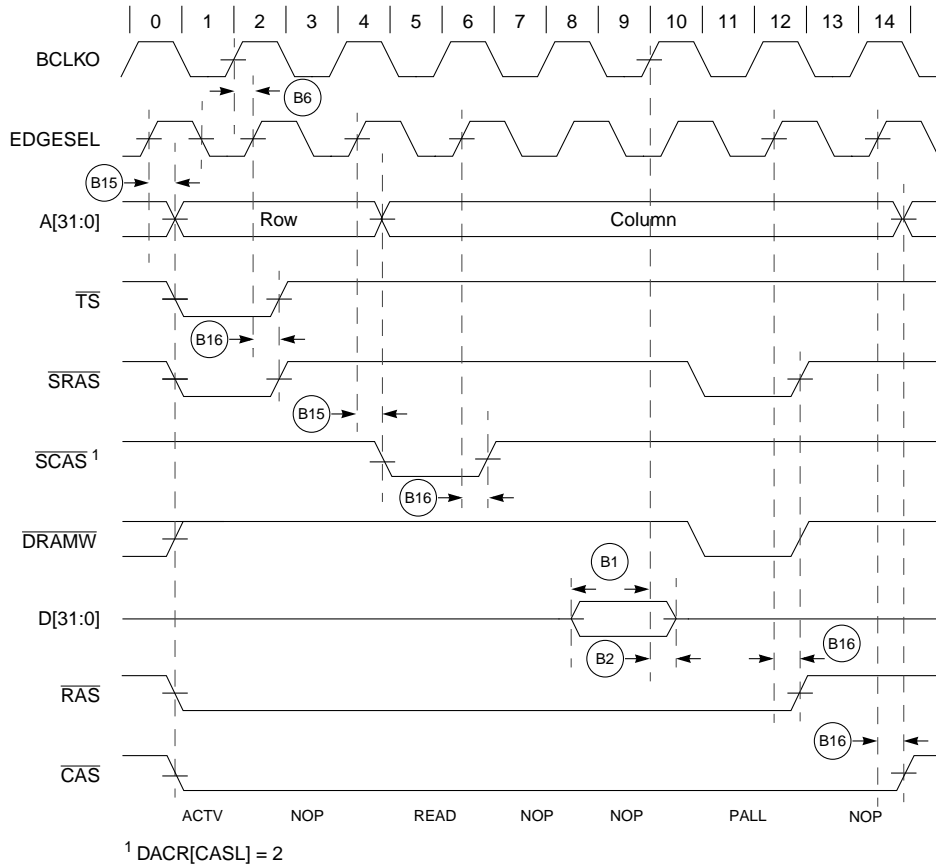 0 1 2 3 4 5 6 7 8 9 10 11 12 13 14
BCLKO
B6
EDGESEL
B15
A[31:0] Row Column
TS
B16
SRAS
B15
SCAS 1
B16
DRAMW
B1
D[31:0]
B2 B16
RAS
B16
CAS
ACTV NOP READ NOP NOP PALL NOP
1 DACR[CASL] = 2